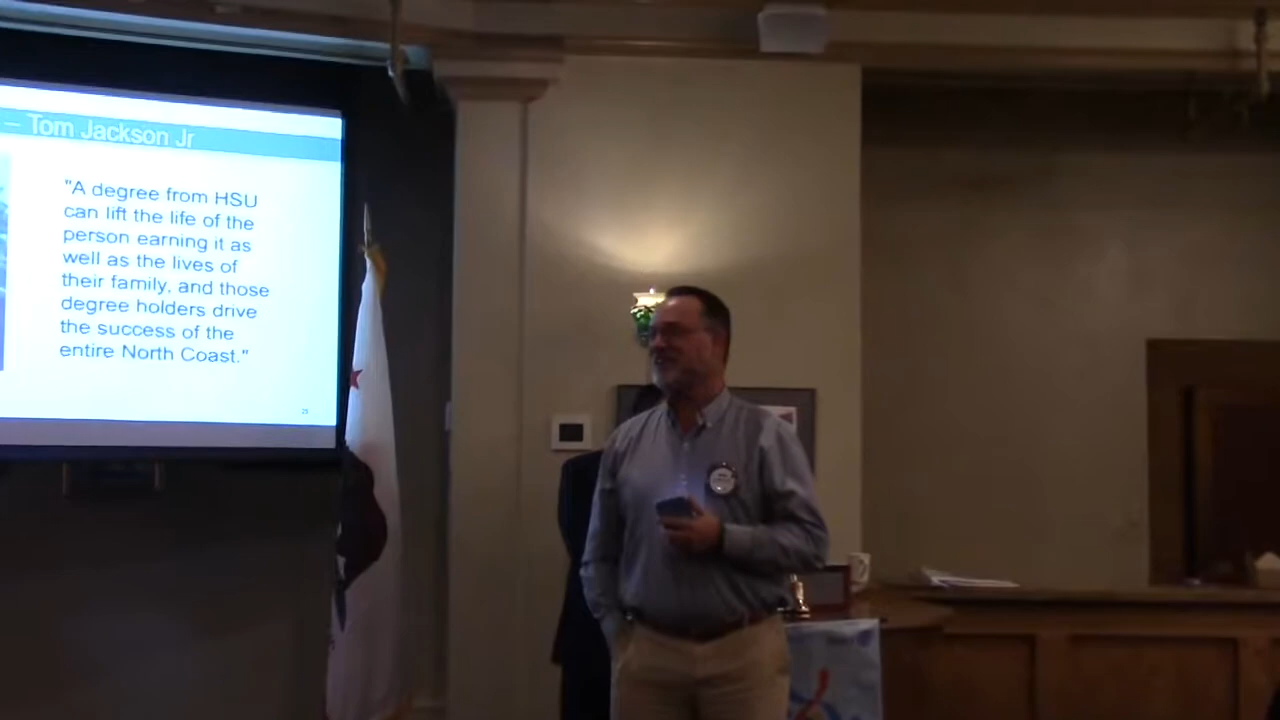 – Tom Jackson Jr
"A degree from HSU
can lift the life of the
person earning it as
well as the lives of
their family, and those
degree holders drive
the success of the
entire North Coast."